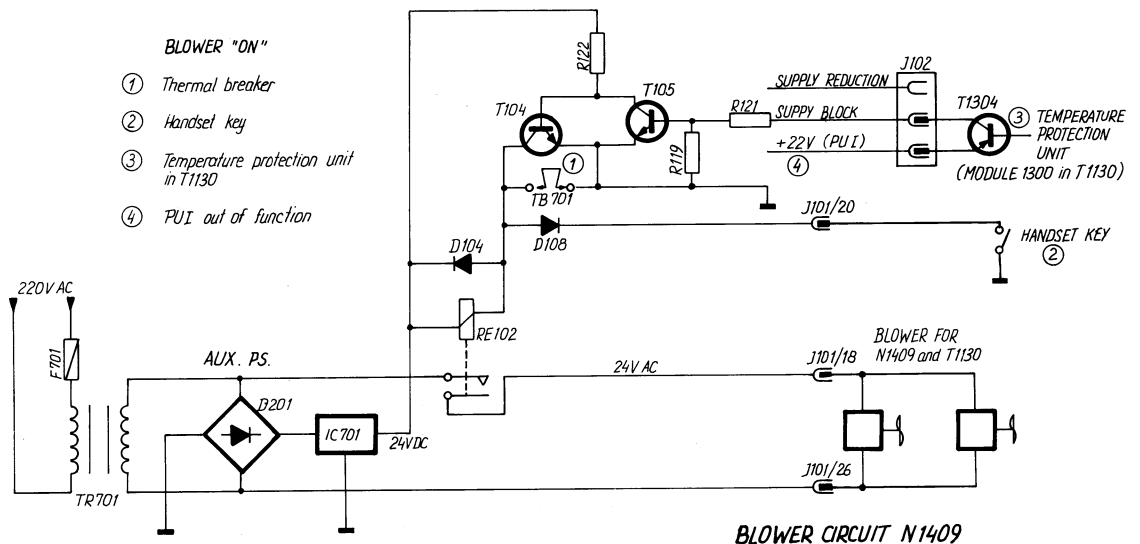 BLOWER "ON"
① Thermal breaker
② Handset key
③ Temperature protection unit
in T1130
④ PUI out of function
R122
T104
T105
R121
R119
①
TB701
SUPPLY REDUCTION
SUPPY BLOCK
+22V (PUI)
④
J102
T1304
③ TEMPERATURE
PROTECTION
UNIT
(MODULE 1300 in T1130)
D104
D108
J101/20
HANDSET KEY
②
RE102
220V AC
F701
TR701
AUX. PS.
B201
IC701
24VDC
24V AC
J101/18
BLOWER FOR
N1409 and T1130
J101/26
BLOWER CIRCUIT N1409